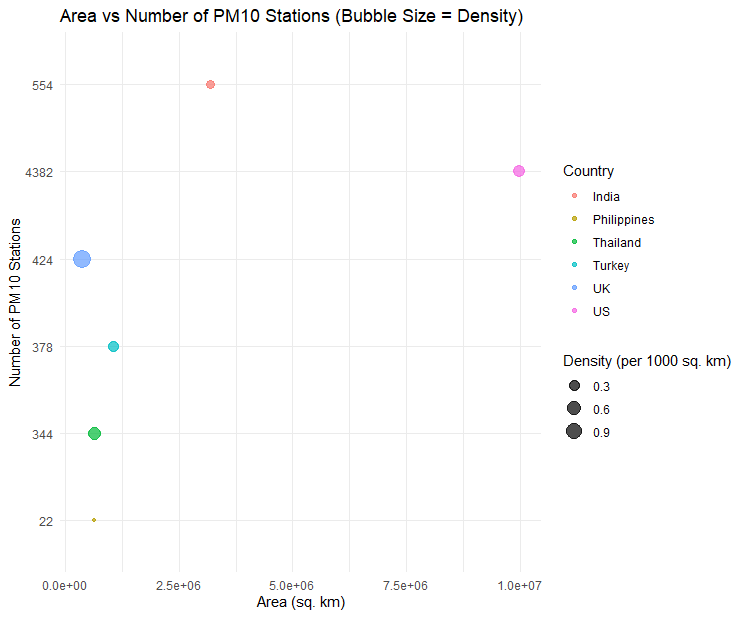 Area vs Number of PM10 Stations (Bubble Size = Density)
Number of PM10 Stations
554
4382
424
378
344
22
0.0e+00 2.5e+06 5.0e+06 7.5e+06 1.0e+07
Area (sq. km)
Country
India
Philippines
Thailand
Turkey
UK
US
Density (per 1000 sq. km)
0.3
0.6
0.9